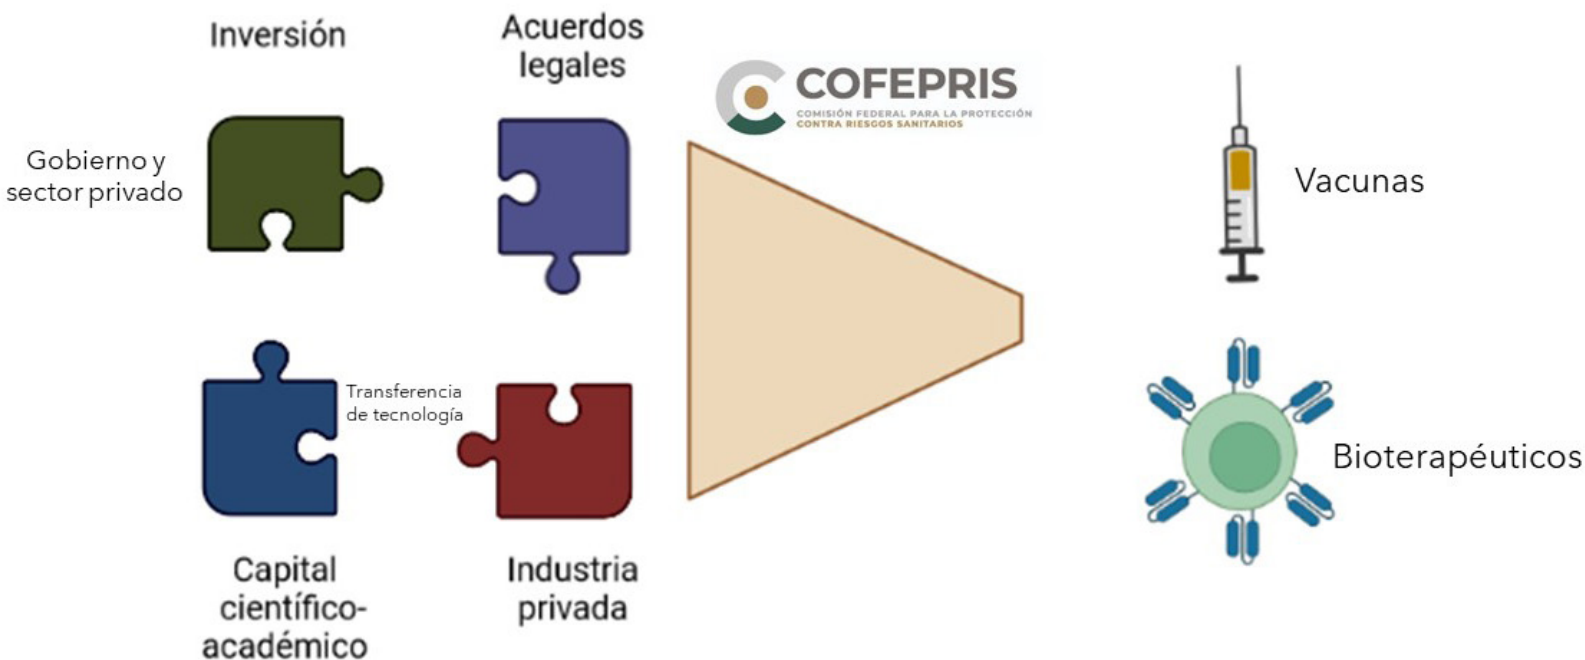 Inversión
Acuerdos
legales
COFEPRIS
COMISIÓN FEDERAL PARA LA PROTECCIÓN
CONTRA RIESGOS SANITARIOS
Gobierno y
sector privado
Vacunas
Transferencia
de tecnología
Bioterapéuticos
Capital
científico-
académico
Industria
privada